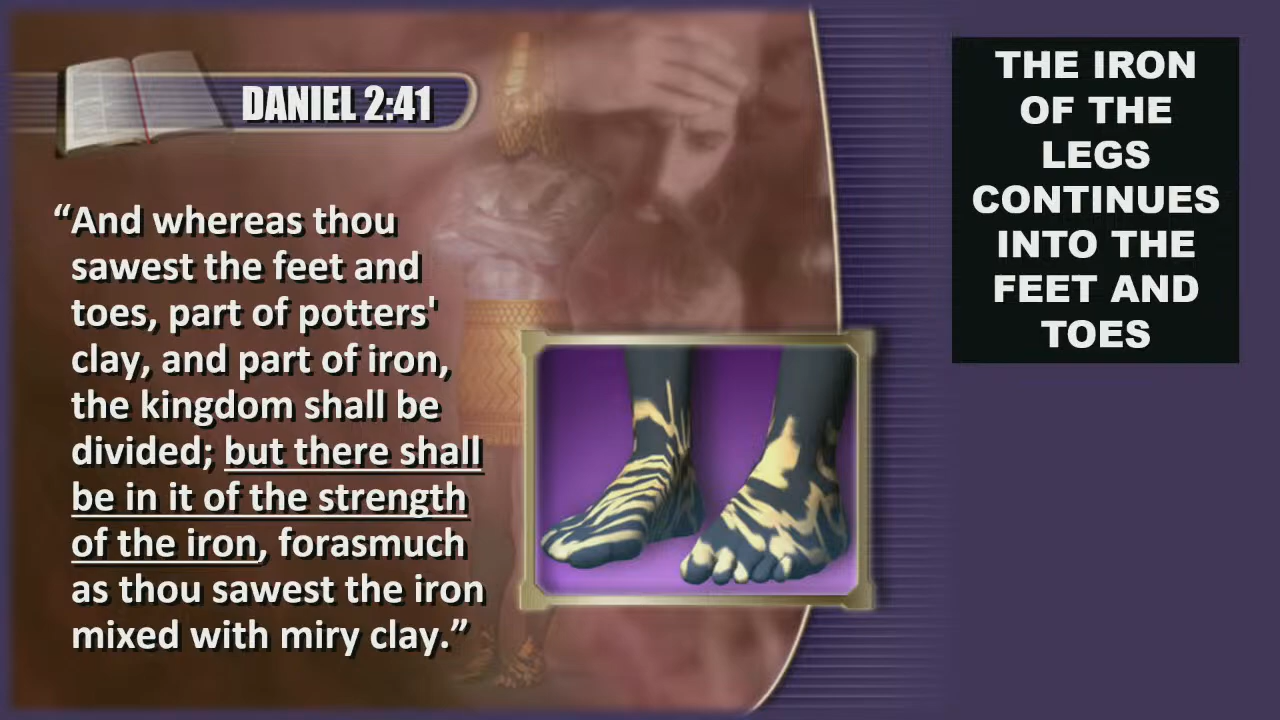 DANIEL 2:41
“And whereas thou
sawest the feet and
toes, part of potters'
clay, and part of iron,
the kingdom shall be
divided; but there shall
be in it of the strength
of the iron, forasmuch
as thou sawest the iron
mixed with miry clay.”
THE IRON
OF THE
LEGS
CONTINUES
INTO THE
FEET AND
TOES